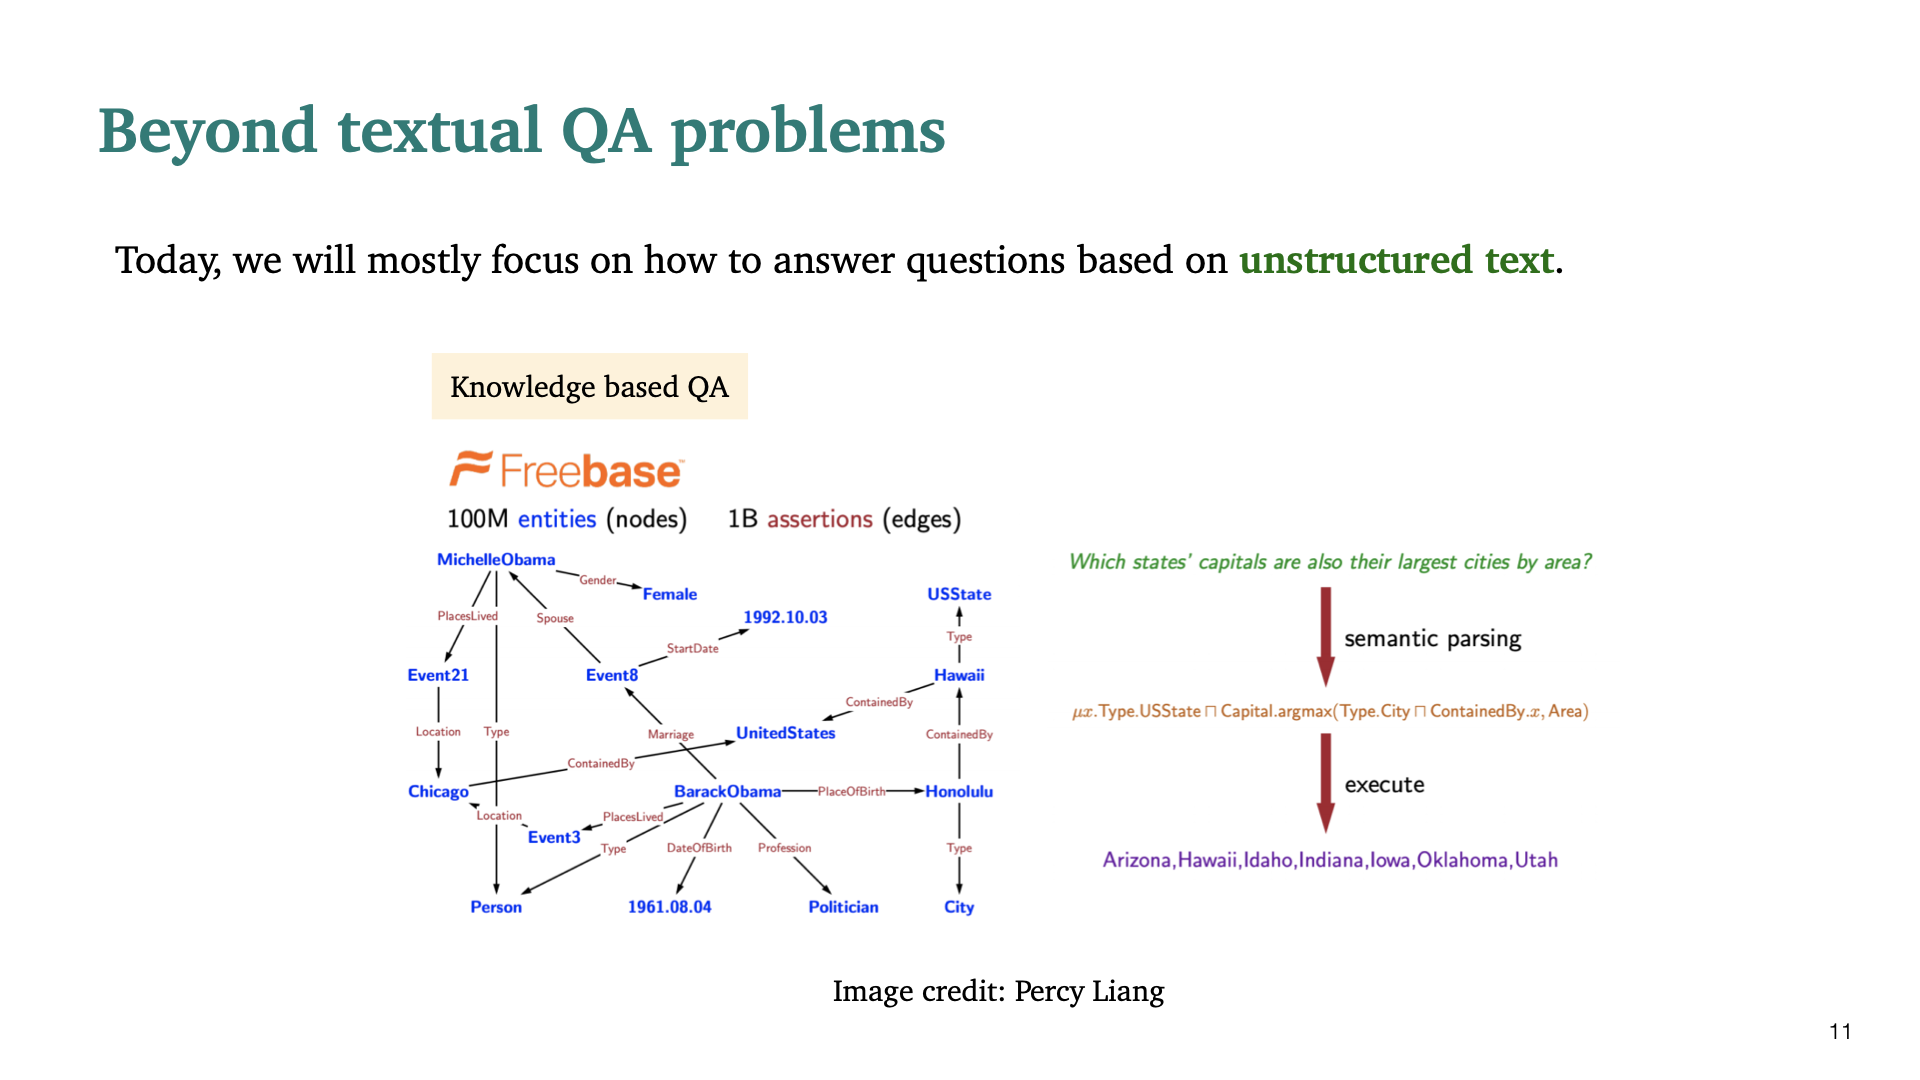 Beyond textual QA problems
Today, we will mostly focus on how to answer questions based on unstructured text.
Knowledge based QA
Freebase™
100M entities (nodes) 1B assertions (edges)
MichelleObama
Gender
Female
USState
PlacesLived
Spouse
1992.10.03
Type
StartDate
Event21
Event8
Hawaii
ContainedBy
Location
Type
Marriage
UnitedStates
ContainedBy
ContainedBy
Chicago
BarackObama
PlaceOfBirth
Honolulu
Location
PlacesLived
Event3
Type
DateOfBirth
Profession
Type
Person
1961.08.04
Politician
City
Which states' capitals are also their largest cities by area?
semantic parsing
μx.Type.USState ⊓ Capital.argmax(Type.City ⊓ ContainedBy.x, Area)
execute
Arizona,Hawaii,Idaho,Indiana,Iowa,Oklahoma,Utah
Image credit: Percy Liang
11